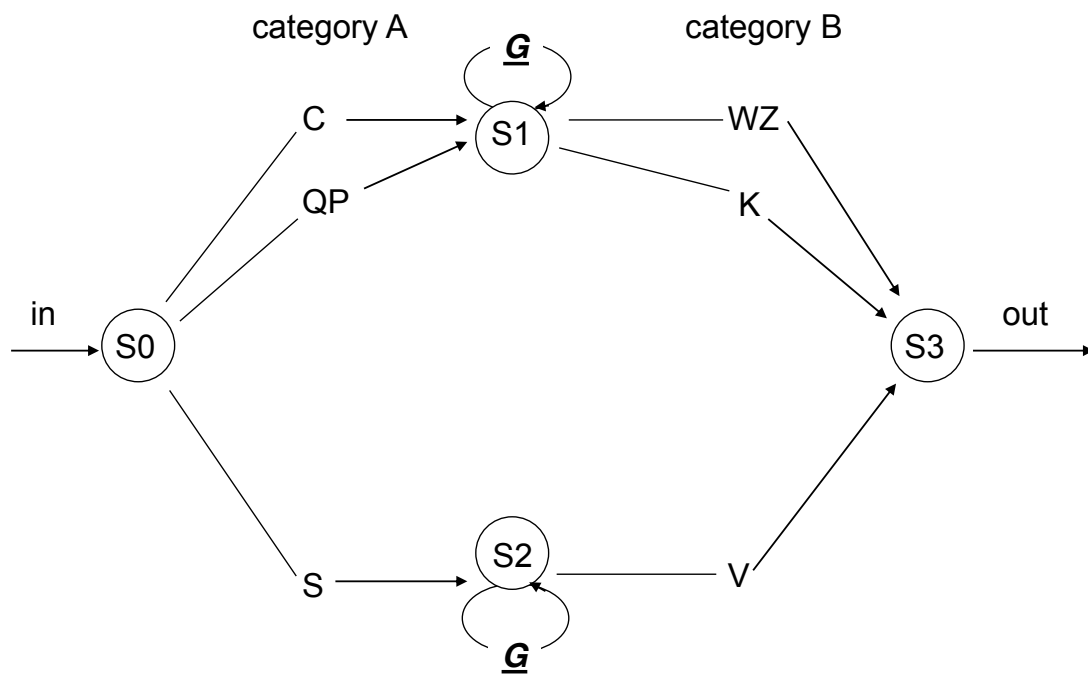 category A
category B
G
C
S1
WZ
QP
K
in
S0
S3
out
S2
S
V
G